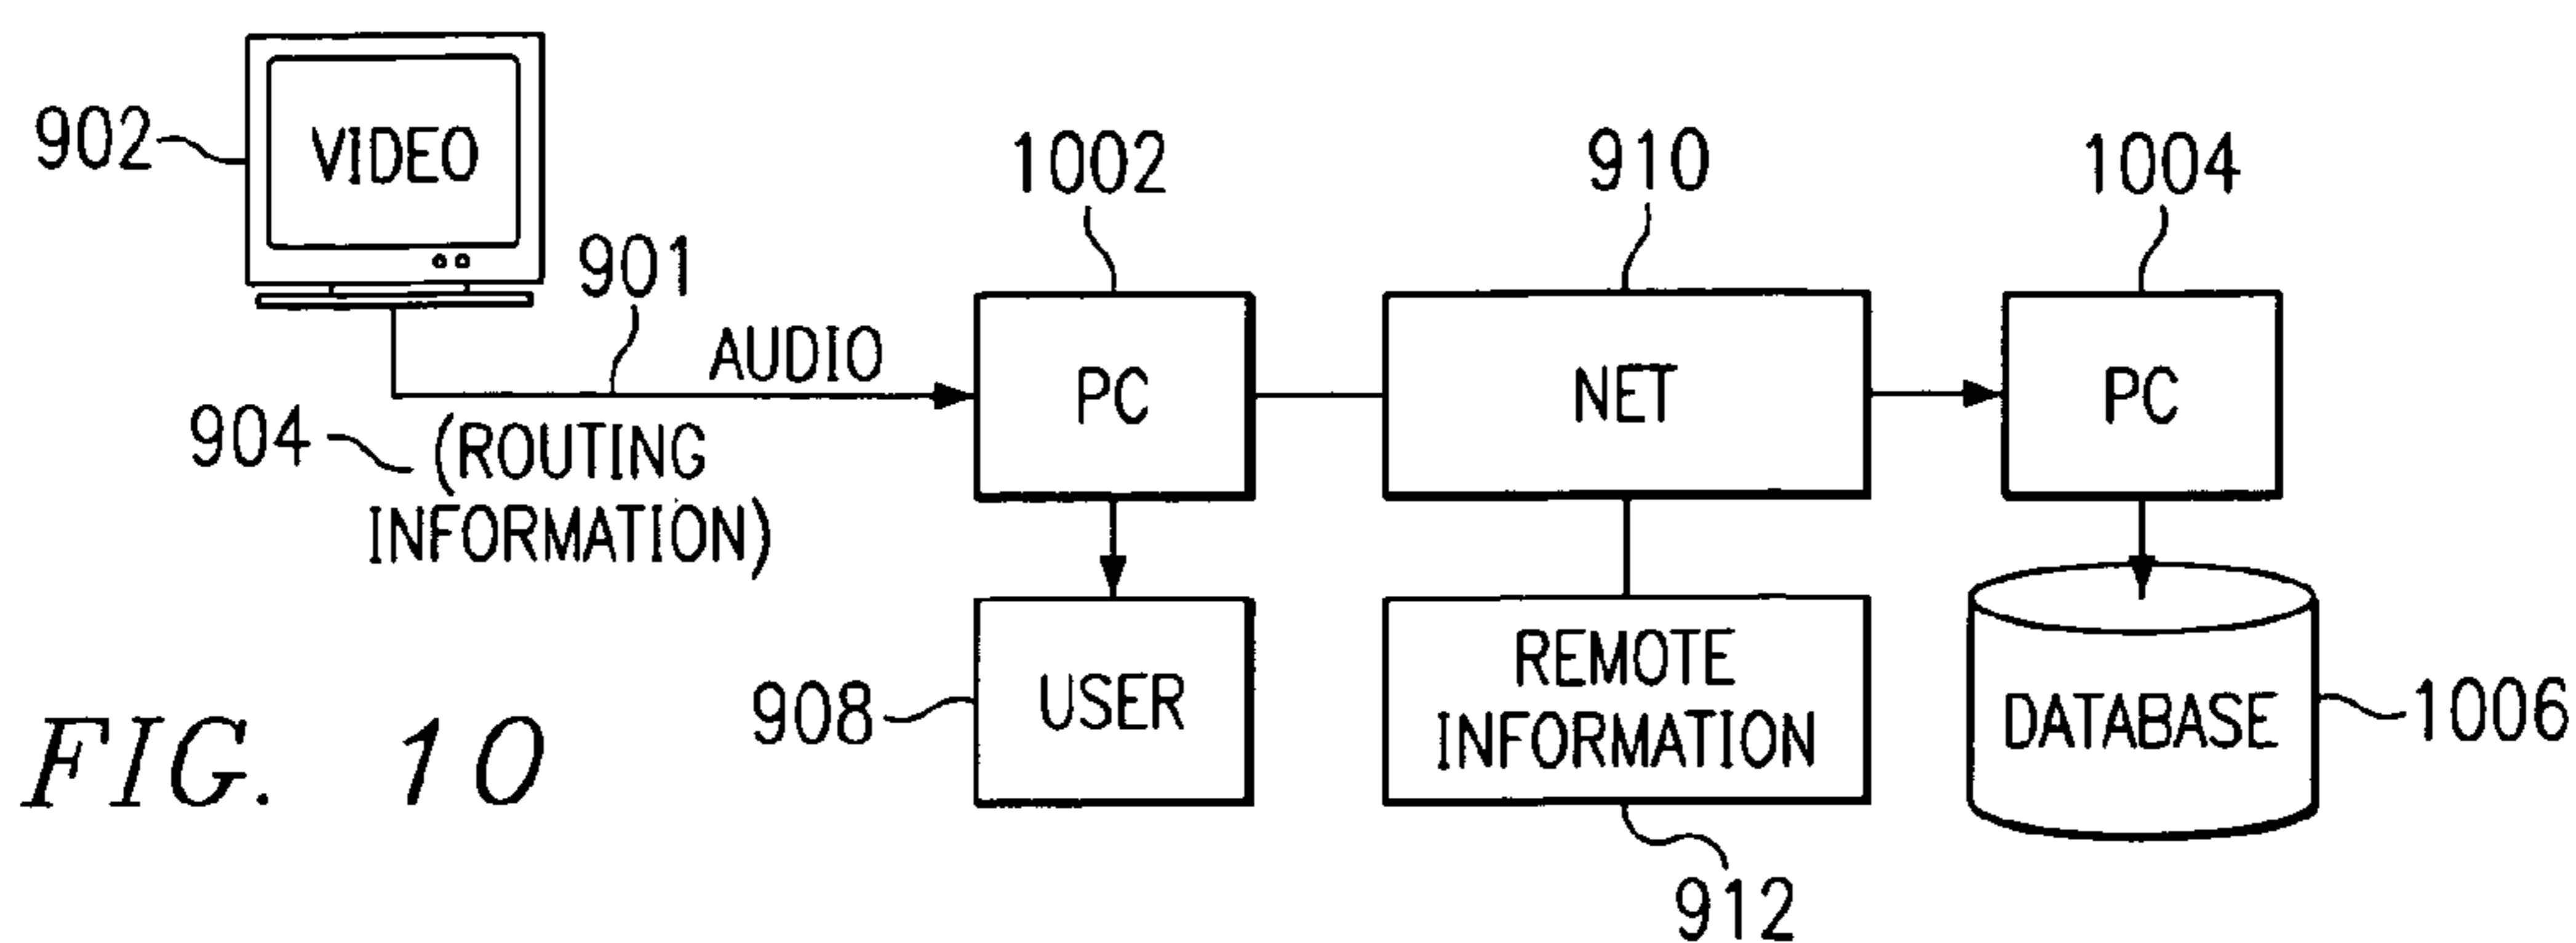 902
VIDEO
1002
910
1004
901
AUDIO
PC
NET
PC
904
(ROUTING
INFORMATION)
908
USER
REMOTE
INFORMATION
DATABASE
1006
912
FIG. 10